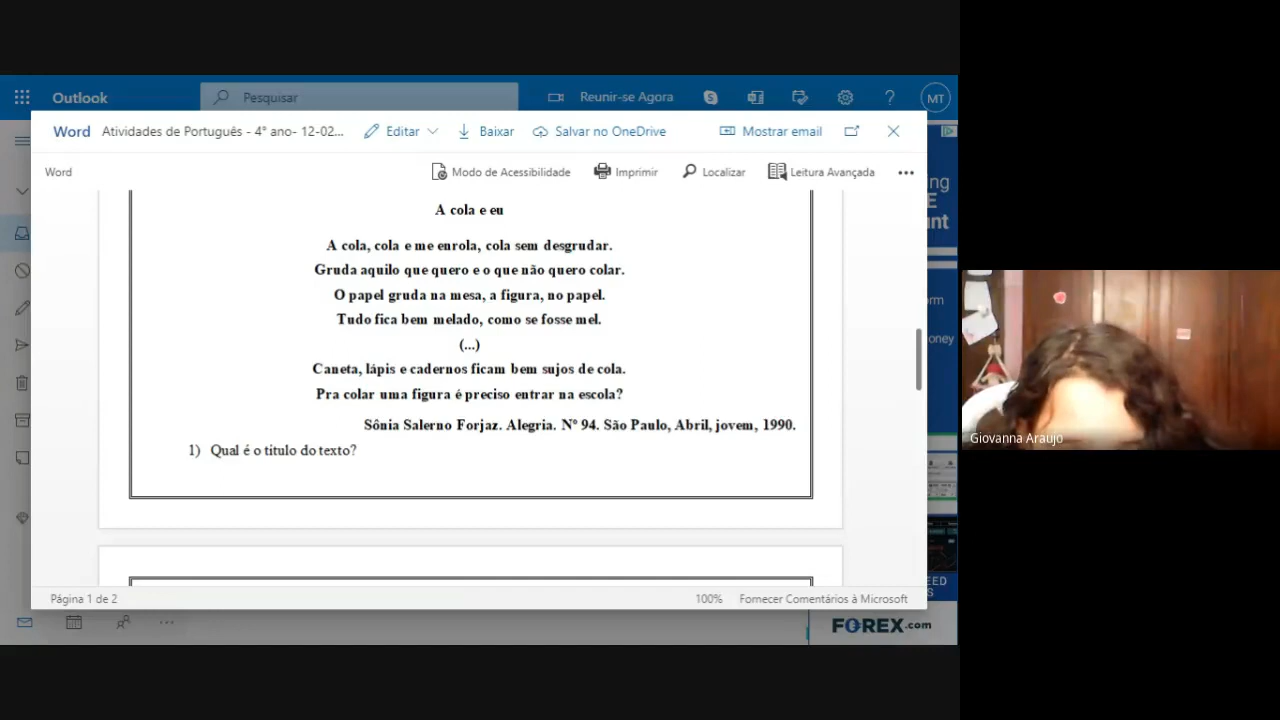 Outlook
Pesquisar
Reunir-se Agora
MT
Word Atividades de Português - 4° ano- 12-02... Editar Baixar Salvar no OneDrive Mostrar email
Word Modo de Acessibilidade Imprimir Localizar Leitura Avançada
A cola e eu
A cola, cola e me enrola, cola sem desgrudar.
Gruda aquilo que quero e o que não quero colar.
O papel gruda na mesa, a figura, no papel.
Tudo fica bem melado, como se fosse mel.
(...)
Caneta, lápis e cadernos ficam bem sujos de cola.
Pra colar uma figura é preciso entrar na escola?
Sônia Salerno Forjaz. Alegria. Nº 94. São Paulo, Abril, jovem, 1990.
1) Qual é o titulo do texto?
Página 1 de 2 100% Fornecer Comentários à Microsoft
FOREX.com
Giovanna Araujo